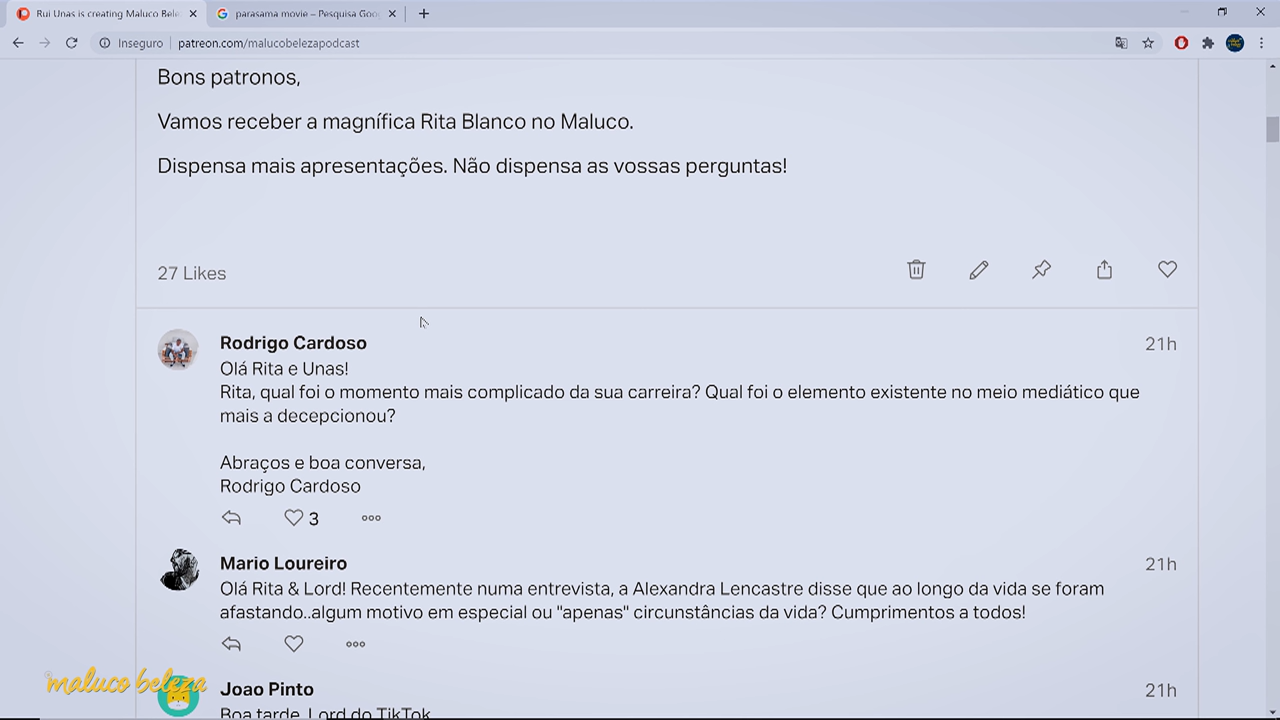 Rui Unas is creating Maluco Bele
parasama movie – Pesquisa Goo
Inseguro
patreon.com/malucobelezapodcast
Bons patronos,
Vamos receber a magnífica Rita Blanco no Maluco.
Dispensa mais apresentações. Não dispensa as vossas perguntas!
27 Likes
Rodrigo Cardoso
21h
Olá Rita e Unas!
Rita, qual foi o momento mais complicado da sua carreira? Qual foi o elemento existente no meio mediático que
mais a decepcionou?
Abraços e boa conversa,
Rodrigo Cardoso
3
Mario Loureiro
21h
Olá Rita & Lord! Recentemente numa entrevista, a Alexandra Lencastre disse que ao longo da vida se foram
afastando..algum motivo em especial ou "apenas" circunstâncias da vida? Cumprimentos a todos!
maluco beleza
Joao Pinto
21h
Boa tarde, Lord do TikTok